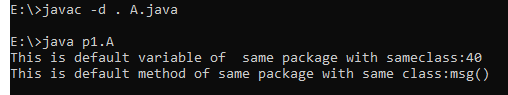 E:\>javac -d . A.java
E:\>java p1.A
This is default variable of  same package with sameclass:40
This is default method of same package with same class:msg()